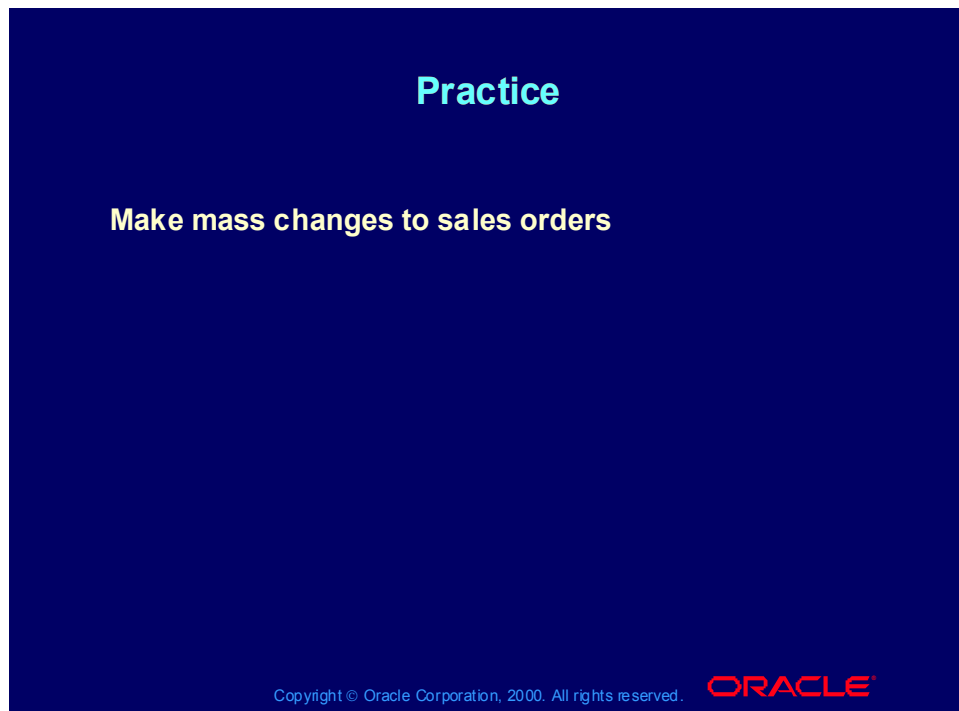 Practice
Make mass changes to sales orders
Copyright © Oracle Corporation, 2000. All rights reserved.
ORACLE®